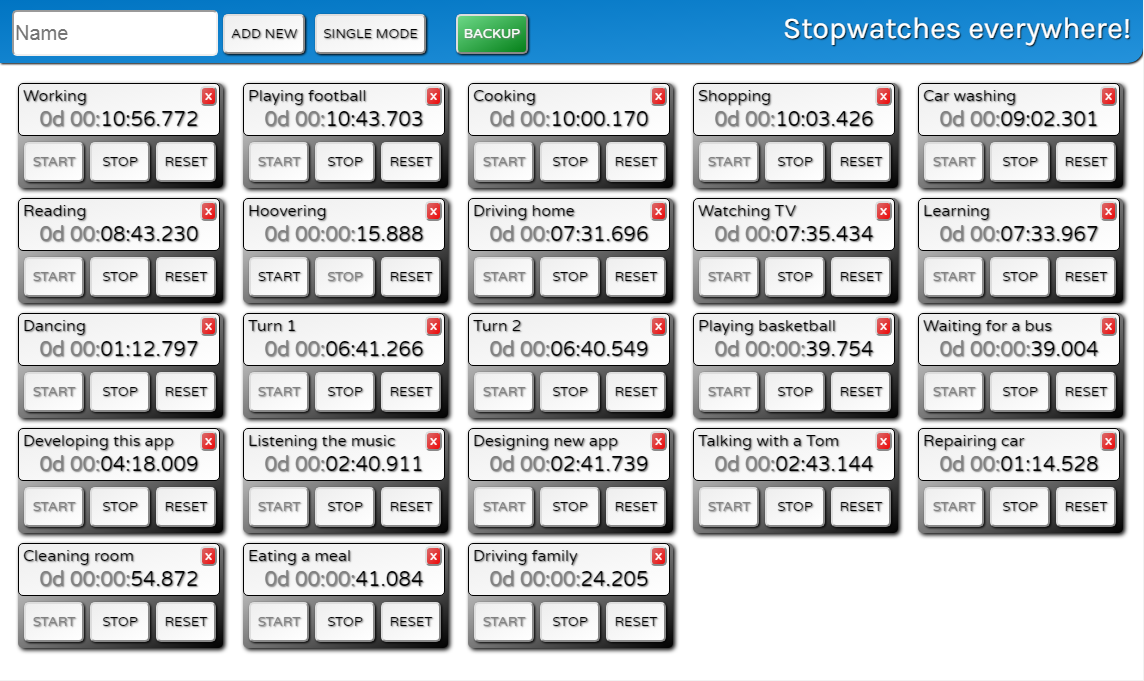 Name ADD NEW SINGLE MODE BACKUP Stopwatches everywhere!
Working x Playing football x Cooking x Shopping x Car washing x
0d 00:10:56.772 0d 00:10:43.703 0d 00:10:00.170 0d 00:10:03.426 0d 00:09:02.301
START STOP RESET START STOP RESET START STOP RESET START STOP RESET START STOP RESET
Reading x Hoovering x Driving home x Watching TV x Learning x
0d 00:08:43.230 0d 00:00:15.888 0d 00:07:31.696 0d 00:07:35.434 0d 00:07:33.967
START STOP RESET START STOP RESET START STOP RESET START STOP RESET START STOP RESET
Dancing x Turn 1 x Turn 2 x Playing basketball x Waiting for a bus x
0d 00:01:12.797 0d 00:06:41.266 0d 00:06:40.549 0d 00:00:39.754 0d 00:00:39.004
START STOP RESET START STOP RESET START STOP RESET START STOP RESET START STOP RESET
Developing this app x Listening the music x Designing new app x Talking with a Tom x Repairing car x
0d 00:04:18.009 0d 00:02:40.911 0d 00:02:41.739 0d 00:02:43.144 0d 00:01:14.528
START STOP RESET START STOP RESET START STOP RESET START STOP RESET START STOP RESET
Cleaning room x Eating a meal x Driving family x
0d 00:00:54.872 0d 00:00:41.084 0d 00:00:24.205
START STOP RESET START STOP RESET START STOP RESET